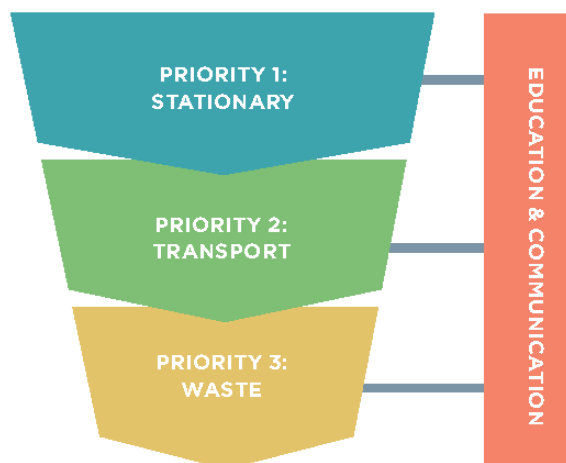 PRIORITY 1:
STATIONARY
PRIORITY 2:
TRANSPORT
PRIORITY 3:
WASTE
EDUCATION & COMMUNICATION